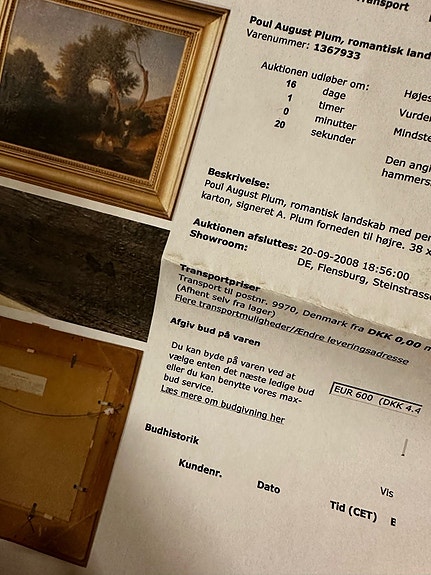 Transport
Poul August Plum, romantisk land
Varenummer: 1367933
Auktionen udløber om:
16 dage
1 timer
0 minutter
20 sekunder
Højes
Vurder
Mindste
Den angi
hammers
Beskrivelse:
Poul August Plum, romantisk landskab med per
karton, signeret A. Plum forneden til højre. 38 x
Auktionen afsluttes: 20-09-2008 18:56:00
Showroom: DE, Flensburg, Steinstrass
Transportpriser
Transport til postnr. 9970, Denmark fra DKK 0,00 m
(Afhent selv fra lager)
Flere transportmuligheder/Ændre leveringsadresse
Afgiv bud på varen
Du kan byde på varen ved at
vælge enten det næste ledige bud
eller du kan benytte vores max-
bud service.
Læs mere om budgivning her
EUR 600 (DKK 4.4
Budhistorik
Vis
Kundenr. Dato Tid (CET) B